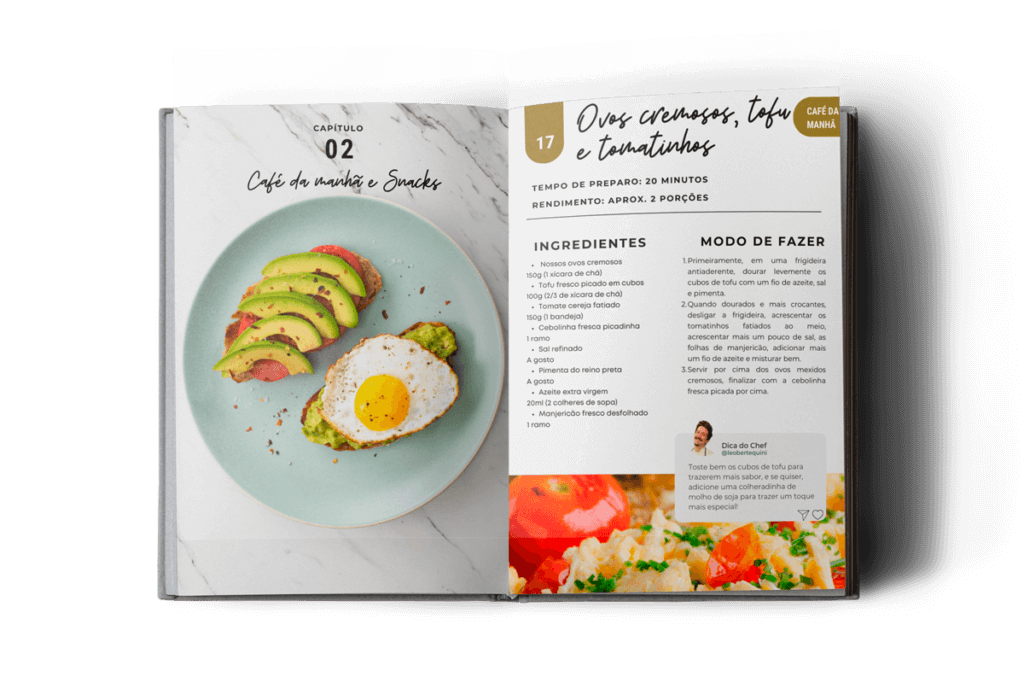 CAPÍTULO
02
Café da manhã e Snacks
17
Ovos cremosos, tofu
e tomatinhos
CAFÉ DA
MANHÃ
TEMPO DE PREPARO: 20 MINUTOS
RENDIMENTO: APROX. 2 PORÇÕES
INGREDIENTES
• Nossos ovos cremosos
150g (1 xícara de chá)
• Tofu fresco picado em cubos
100g (2/3 de xícara de chá)
• Tomate cereja fatiado
150g (1 bandeja)
• Cebolinha fresca picadinha
1 ramo
• Sal refinado
A gosto
• Pimenta do reino preta
A gosto
• Azeite extra virgem
20ml (2 colheres de sopa)
• Manjericão fresco desfolhado
1 ramo
MODO DE FAZER
1.Primeiramente, em uma frigideira
antiaderente, dourar levemente os
cubos de tofu com um fio de azeite, sal
e pimenta.
2.Quando dourados e mais crocantes,
desligar a frigideira, acrescentar os
tomatinhos fatiados ao meio,
acrescentar mais um pouco de sal, as
folhas de manjericão, adicionar mais
um fio de azeite e misturar bem.
3.Servir por cima dos ovos mexidos
cremosos, finalizar com a cebolinha
fresca picada por cima.
Dica do Chef
@leobertequini
Toste bem os cubos de tofu para
trazerem mais sabor, e se quiser,
adicione uma colheradinha de
molho de soja para trazer um toque
mais especial!